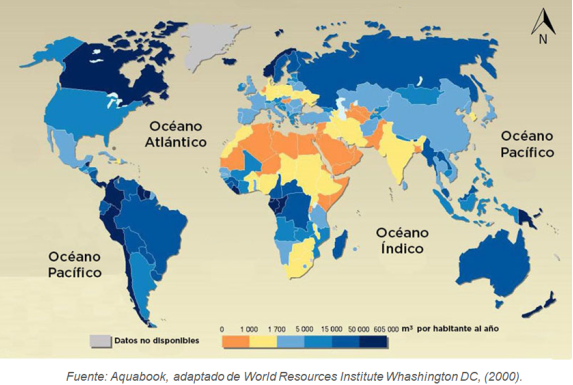 N
Océano
Atlántico
Océano
Pacífico
Océano
Pacífico
Océano
Índico
Datos no disponibles
0 1 000 1 700 5 000 15 000 50 000 605 000 m³ por habitante al año
Fuente: Aquabook, adaptado de World Resources Institute Whashington DC, (2000).